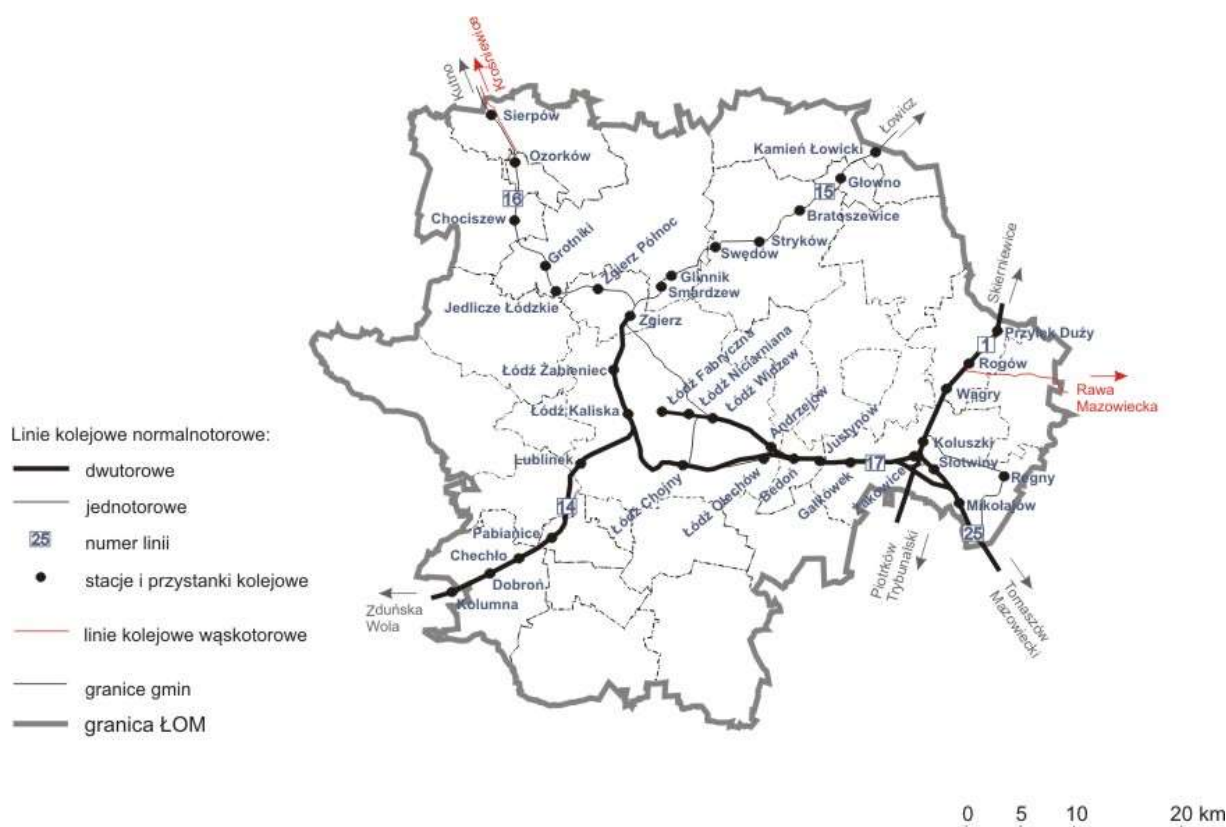 Kutno
Krośniewice
Sierpów
Ozorków
16
Chociszew
Grotniki
Zgierz Północ
Jedlicze Łódzkie
Łowicz
Kamień Łowicki
Głowno
15
Bratoszewice
Stryków
Swędów
Glinnik
Smardzew
Zgierz
Skierniewice
Przyłęk Duży
1
Rogów
Rawa
Mazowiecka
Wągry
Łódź Żabieniec
Łódź Fabryczna
Łódź Niciarniana
Łódź Widzew
Łódź Kaliska
Andrzejów
Justynów
Koluszki
Słotwiny
Regny
Lublinek
17
Łódź Chojny
Łódź Olechów
Bedoń
Gałkówek
Żakowice
Mikołajów
14
25
Pabianice
Chechło
Dobroń
Kolumna
Zduńska
Wola
Piotrków
Trybunalski
Tomaszów
Mazowiecki
Linie kolejowe normalnotorowe:
dwutorowe
jednotorowe
25 numer linii
stacje i przystanki kolejowe
linie kolejowe wąskotorowe
granice gmin
granica ŁOM
0 5 10 20 km